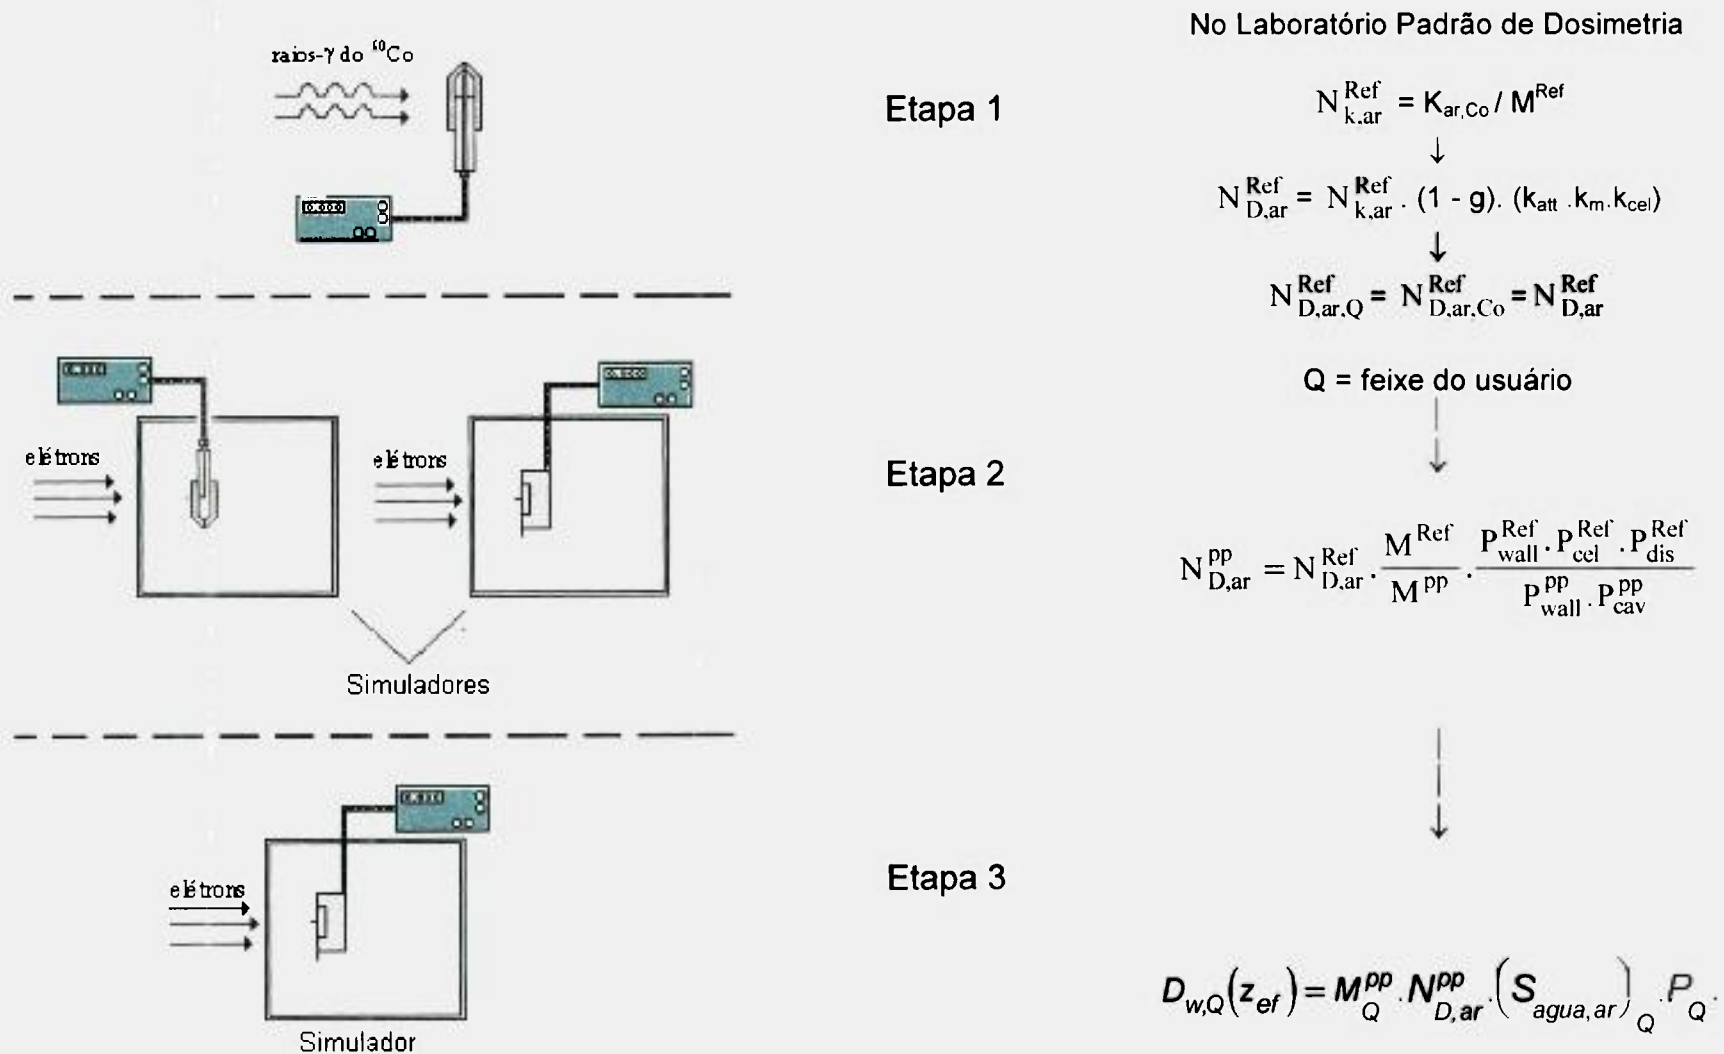 No Laboratório Padrão de Dosimetria
raios-γ do ⁶⁰Co
Etapa 1
N^Ref_k,ar = K_ar,Co / M^Ref
↓
N^Ref_D,ar = N^Ref_k,ar . (1 - g). (k_att .k_m.k_cel)
↓
N^Ref_D,ar,Q = N^Ref_D,ar,Co = N^Ref_D,ar
Q = feixe do usuário
elétrons
elétrons
Etapa 2
N^pp_D,ar = N^Ref_D,ar . M^Ref / M^pp . P^Ref_wall . P^Ref_cel . P^Ref_dis / P^pp_wall . P^pp_cav
Simuladores
elétrons
Etapa 3
D_w,Q(z_ef) = M^pp_Q . N^pp_D,ar . (S_agua,ar)_Q . P_Q .
Simulador